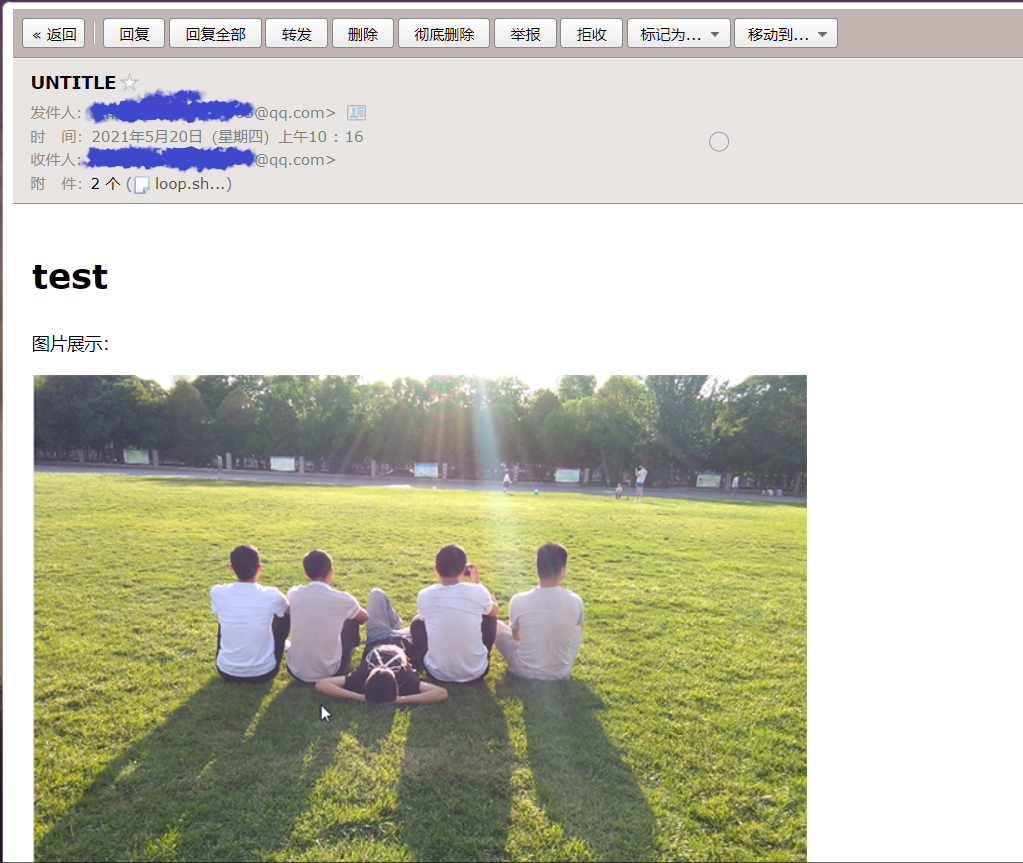 « 返回 回复 回复全部 转发 删除 彻底删除 举报 拒收 标记为... 移动到...
UNTITLE
发件人： @qq.com>
时 间：2021年5月20日（星期四）上午10：16
收件人： @qq.com>
附 件：2 个 ( loop.sh...)
test
图片展示：